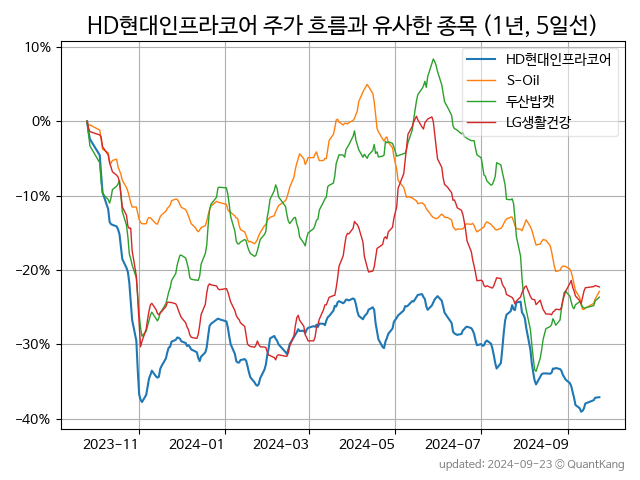 HD현대인프라코어 주가 흐름과 유사한 종목 (1년, 5일선)
HD현대인프라코어
S-Oil
두산밥캣
LG생활건강
10%
0%
−10%
−20%
−30%
−40%
2023-11
2024-01
2024-03
2024-05
2024-07
2024-09
updated: 2024-09-23 © QuantKang